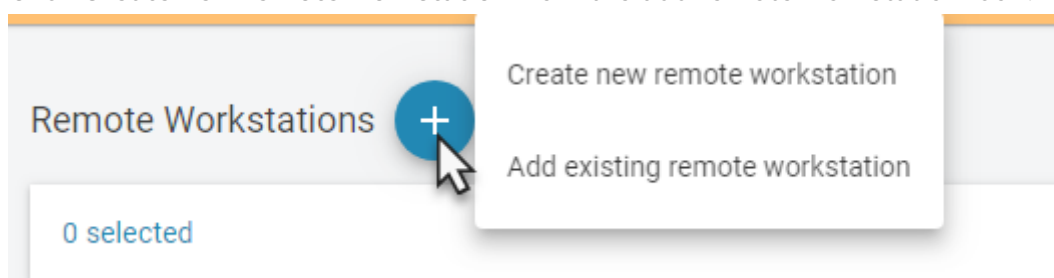 Create new remote workstation
Remote Workstations +
Add existing remote workstation
0 selected